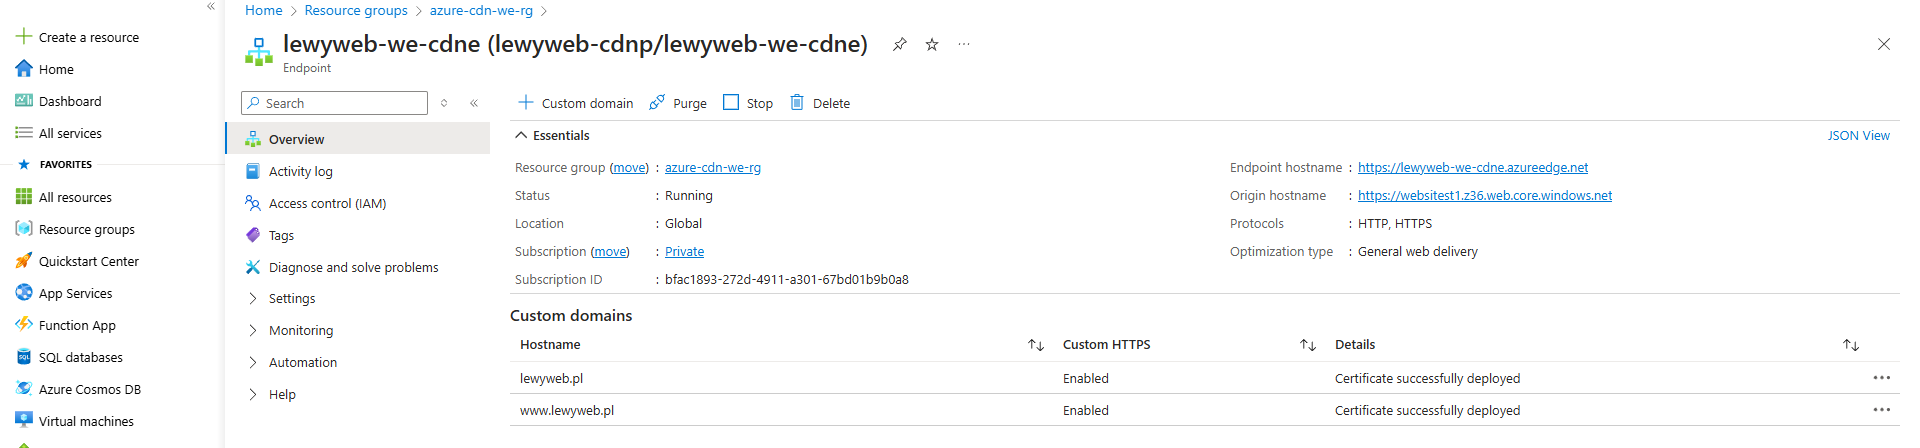 «
Create a resource
Home
Dashboard
All services
FAVORITES
All resources
Resource groups
Quickstart Center
App Services
Function App
SQL databases
Azure Cosmos DB
Virtual machines
Home > Resource groups > azure-cdn-we-rg >
lewyweb-we-cdne (lewyweb-cdnp/lewyweb-we-cdne) ...
Endpoint
Search «
Overview
Activity log
Access control (IAM)
Tags
Diagnose and solve problems
Settings
Monitoring
Automation
Help
Custom domain Purge Stop Delete
Essentials JSON View
Resource group (move) : azure-cdn-we-rg
Status : Running
Location : Global
Subscription (move) : Private
Subscription ID : bfac1893-272d-4911-a301-67bd01b9b0a8
Endpoint hostname : https://lewyweb-we-cdne.azureedge.net
Origin hostname : https://websitest1.z36.web.core.windows.net
Protocols : HTTP, HTTPS
Optimization type : General web delivery
Custom domains
Hostname Custom HTTPS Details
lewyweb.pl Enabled Certificate successfully deployed ...
www.lewyweb.pl Enabled Certificate successfully deployed ...